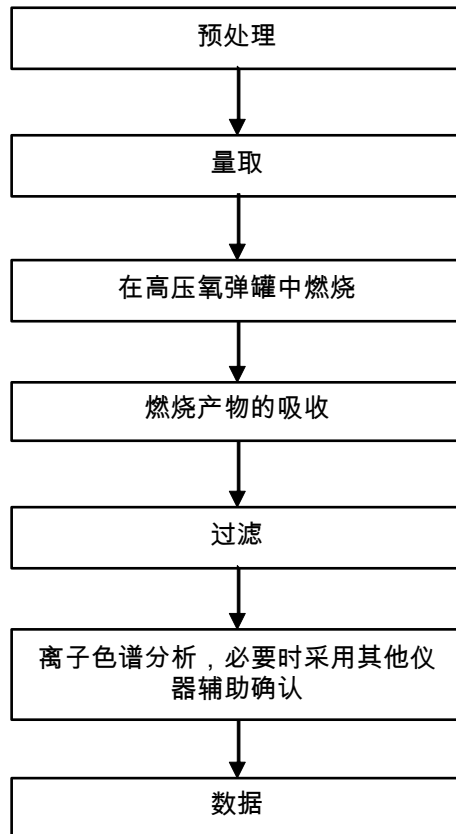 预处理
量取
在高压氧弹罐中燃烧
燃烧产物的吸收
过滤
离子色谱分析，必要时采用其他仪
器辅助确认
数据